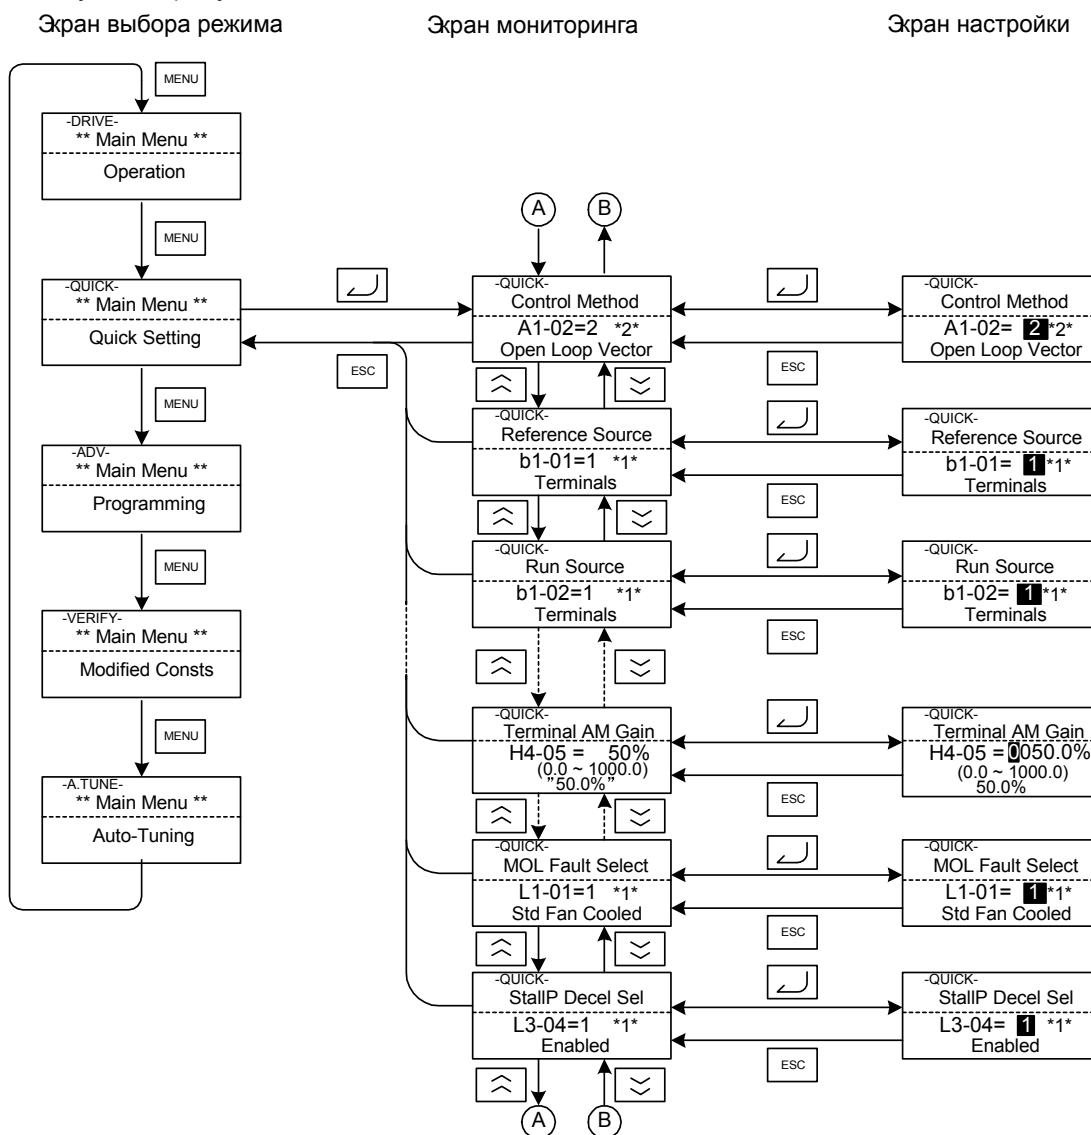 Экран выбора режима
Экран мониторинга
Экран настройки
MENU
-DRIVE-
** Main Menu **
Operation
MENU
-QUICK-
** Main Menu **
Quick Setting
MENU
-ADV-
** Main Menu **
Programming
MENU
-VERIFY-
** Main Menu **
Modified Consts
MENU
-A.TUNE-
** Main Menu **
Auto-Tuning
ESC
A
B
-QUICK-
Control Method
A1-02=2 *2*
Open Loop Vector
-QUICK-
Reference Source
b1-01=1 *1*
Terminals
-QUICK-
Run Source
b1-02=1 *1*
Terminals
-QUICK-
Terminal AM Gain
H4-05 = 50%
(0.0 ~ 1000.0)
"50.0%"
-QUICK-
MOL Fault Select
L1-01=1 *1*
Std Fan Cooled
-QUICK-
StallP Decel Sel
L3-04=1 *1*
Enabled
A
B
ESC
ESC
ESC
ESC
ESC
ESC
-QUICK-
Control Method
A1-02= 2 *2*
Open Loop Vector
-QUICK-
Reference Source
b1-01= 1 *1*
Terminals
-QUICK-
Run Source
b1-02= 1 *1*
Terminals
-QUICK-
Terminal AM Gain
H4-05 =0050.0%
(0.0 ~ 1000.0)
50.0%
-QUICK-
MOL Fault Select
L1-01= 1 *1*
Std Fan Cooled
-QUICK-
StallP Decel Sel
L3-04= 1 *1*
Enabled